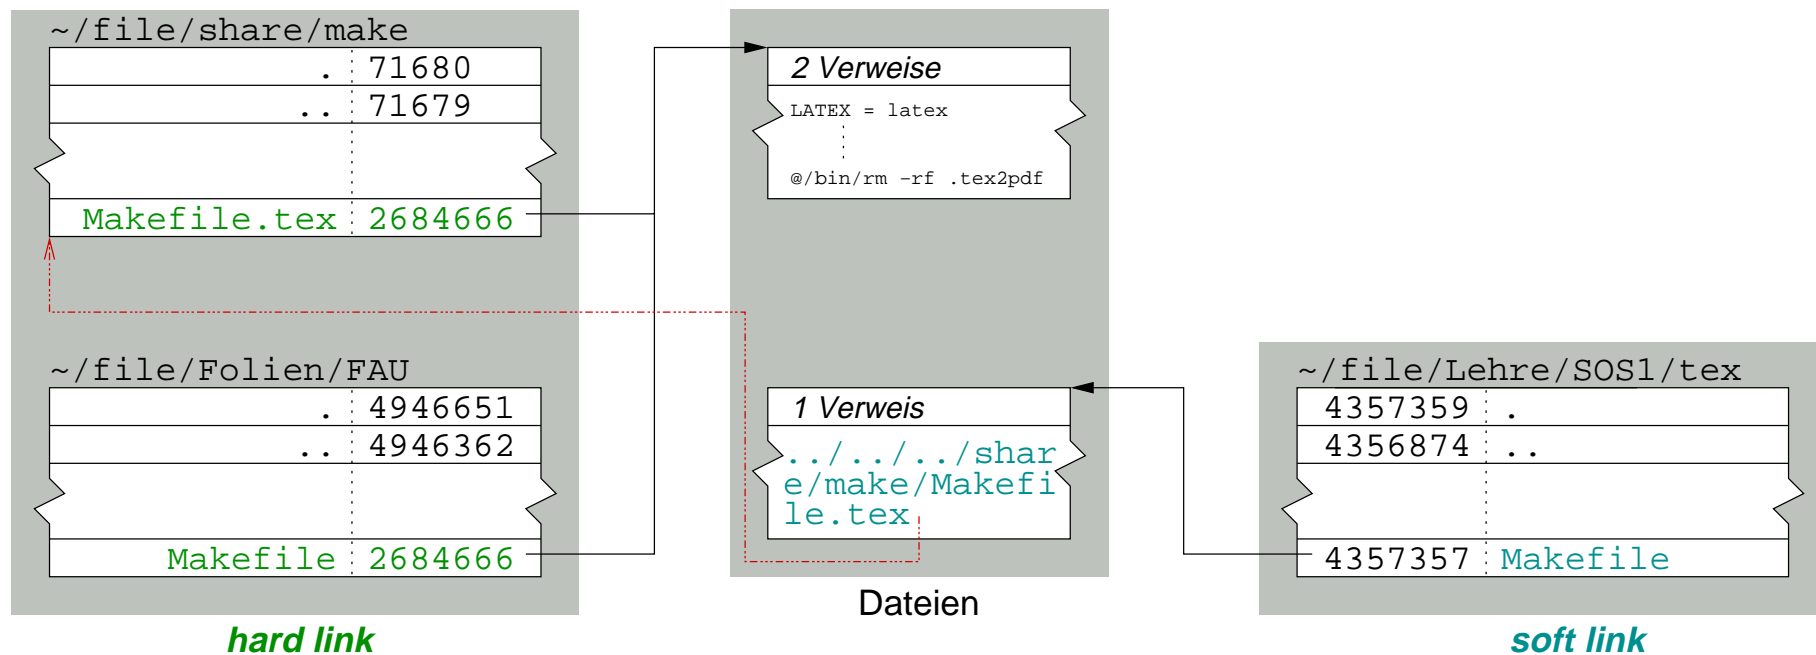 ~/file/share/make
. 71680
.. 71679
Makefile.tex 2684666
~/file/Folien/FAU
. 4946651
.. 4946362
Makefile 2684666
hard link
2 Verweise
LATEX = latex
@/bin/rm -rf .tex2pdf
1 Verweis
../../../shar
e/make/Makefi
le.tex
Dateien
~/file/Lehre/SOS1/tex
4357359 .
4356874 ..
4357357 Makefile
soft link